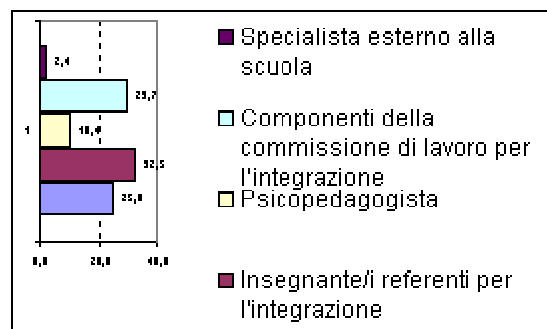 2,4
29,7
1
10,4
32,5
25,0
0,0 20,0 40,0
Specialista esterno alla
scuola
Componenti della
commissione di lavoro per
l'integrazione
Psicopedagogista
Insegnante/i referenti per
l'integrazione